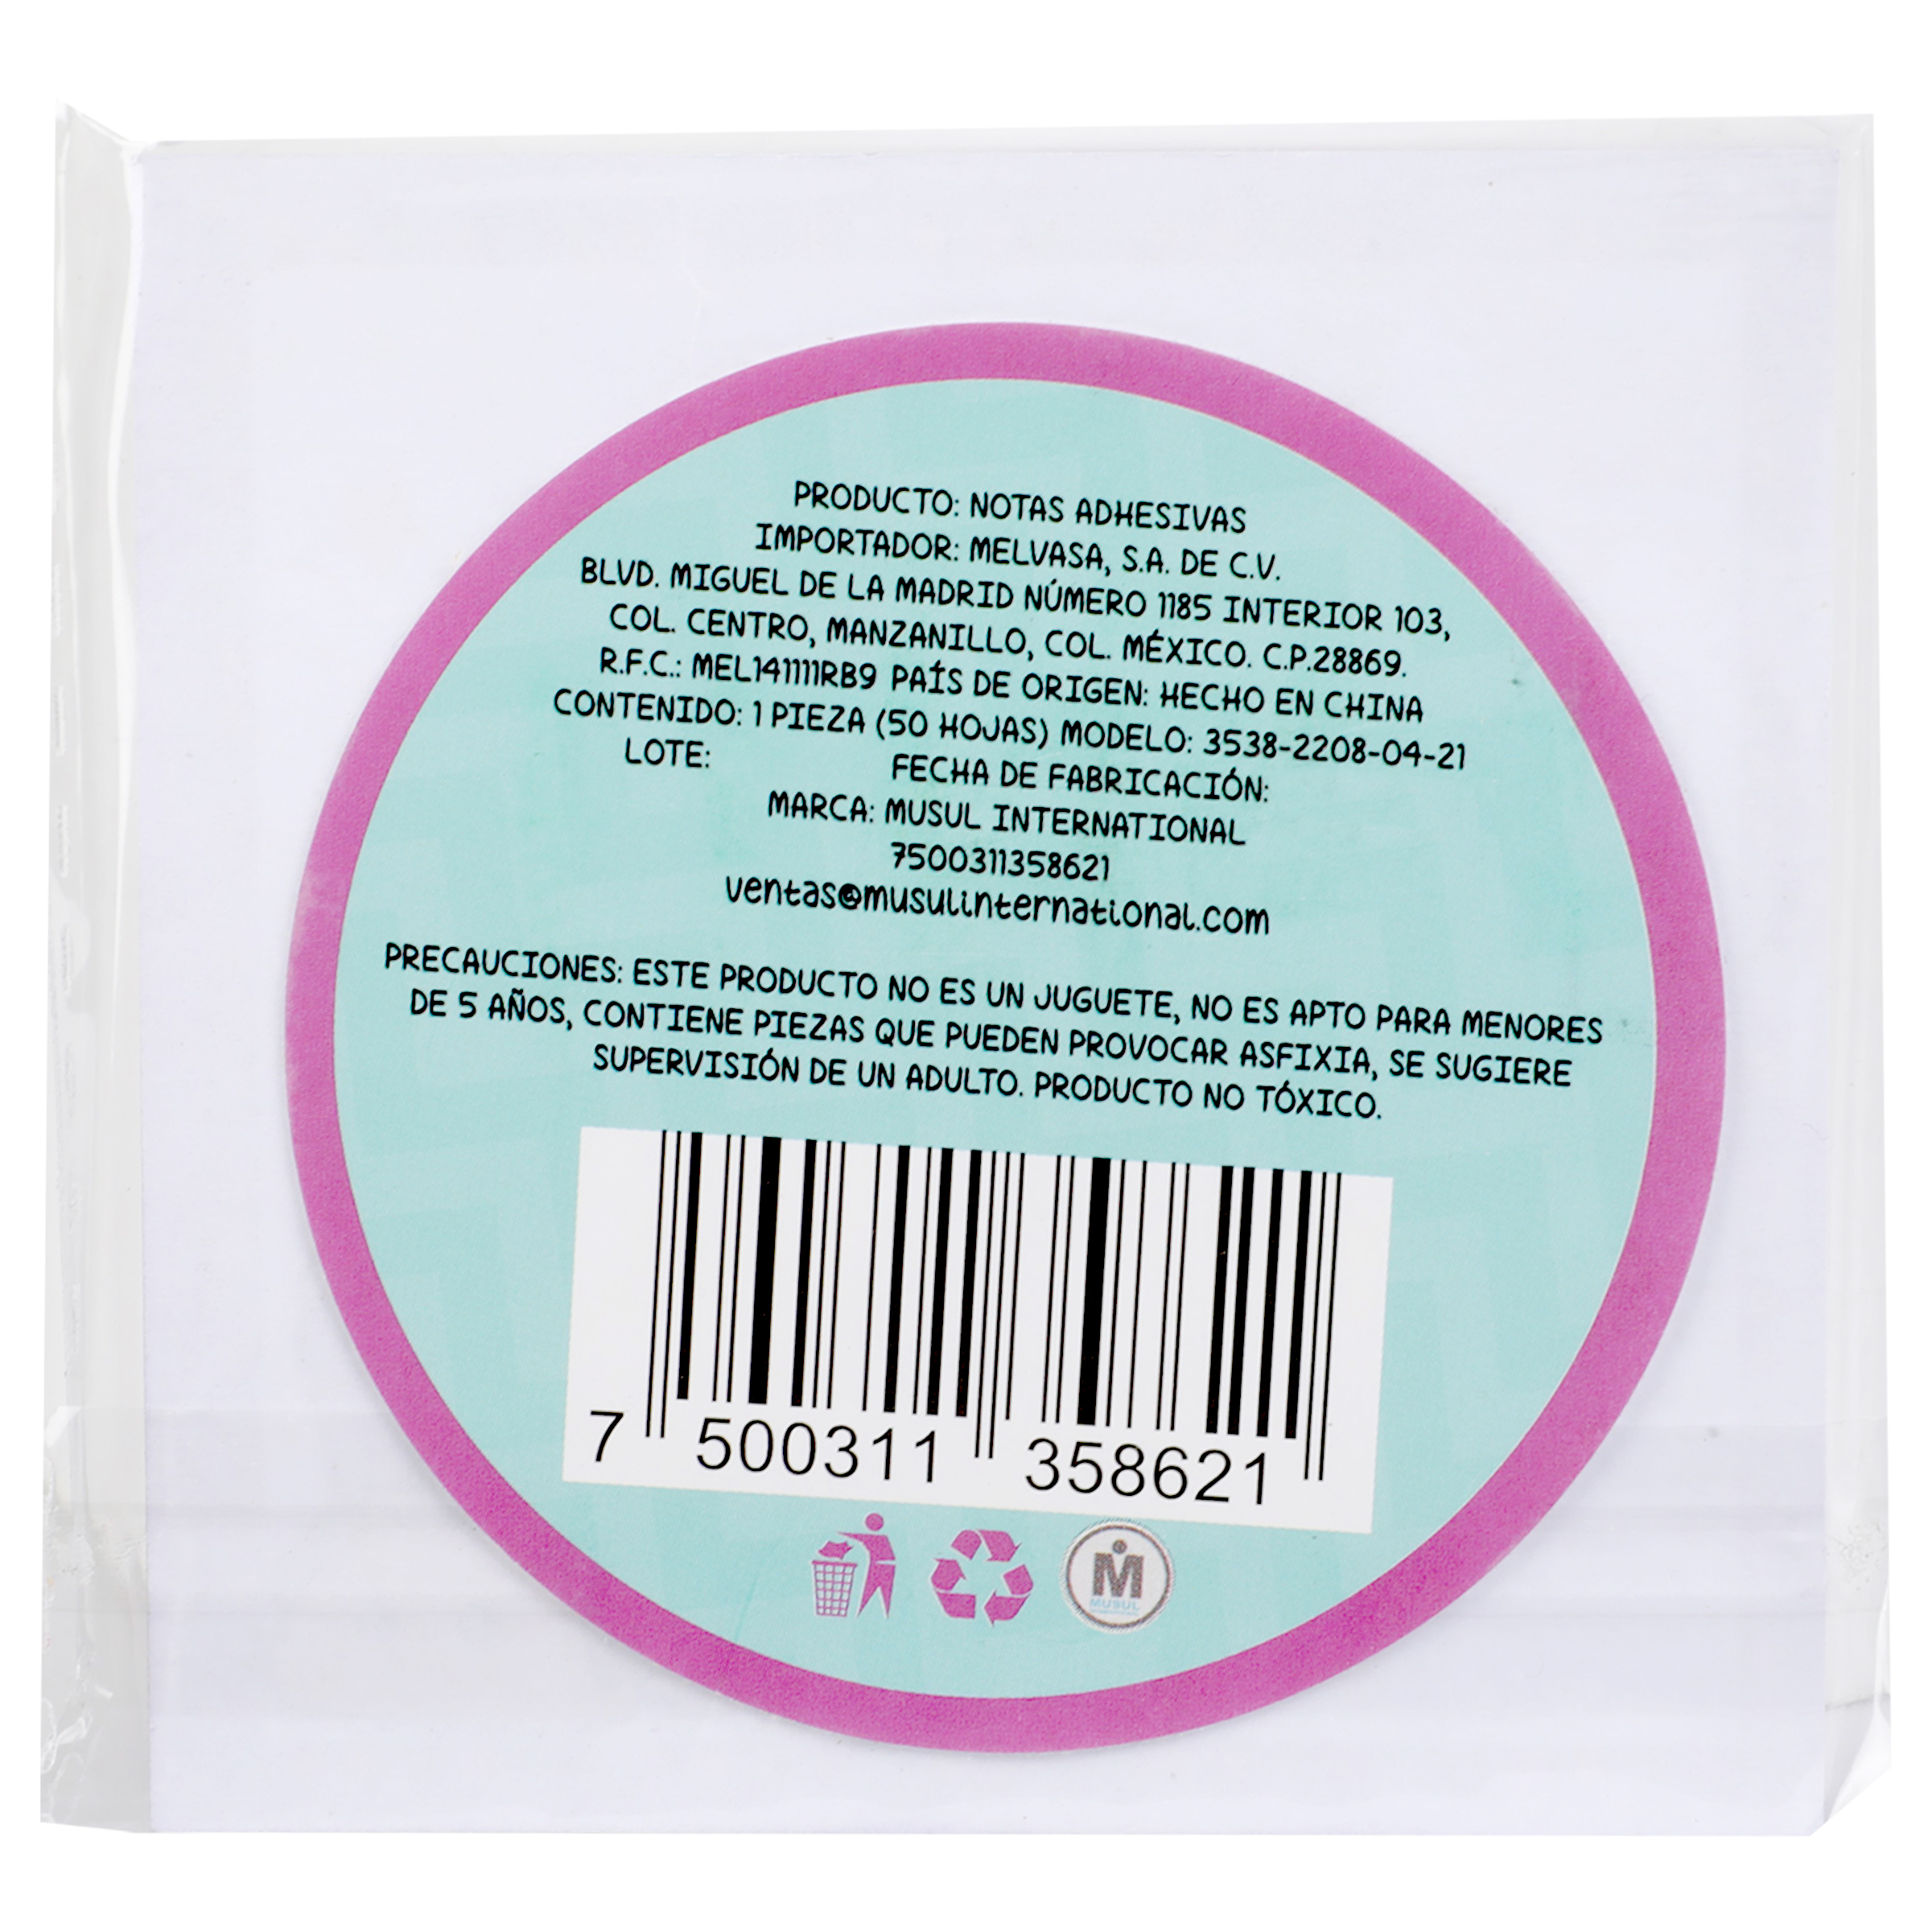 PRODUCTO: NOTAS ADHESIVAS
IMPORTADOR: MELVASA, S.A. DE C.V.
BLVD. MIGUEL DE LA MADRID NÚMERO 1185 INTERIOR 103,
COL. CENTRO, MANZANILLO, COL. MÉXICO. C.P.28869.
R.F.C.: MEL141111RB9 PAÍS DE ORIGEN: HECHO EN CHINA
CONTENIDO: 1 PIEZA (50 HOJAS) MODELO: 3538-2208-04-21
LOTE: FECHA DE FABRICACIÓN:
MARCA: MUSUL INTERNATIONAL
7500311358621
ventas@musulinternational.com
PRECAUCIONES: ESTE PRODUCTO NO ES UN JUGUETE, NO ES APTO PARA MENORES
DE 5 AÑOS, CONTIENE PIEZAS QUE PUEDEN PROVOCAR ASFIXIA, SE SUGIERE
SUPERVISIÓN DE UN ADULTO. PRODUCTO NO TÓXICO.
7 500311 358621
M
MUSUL